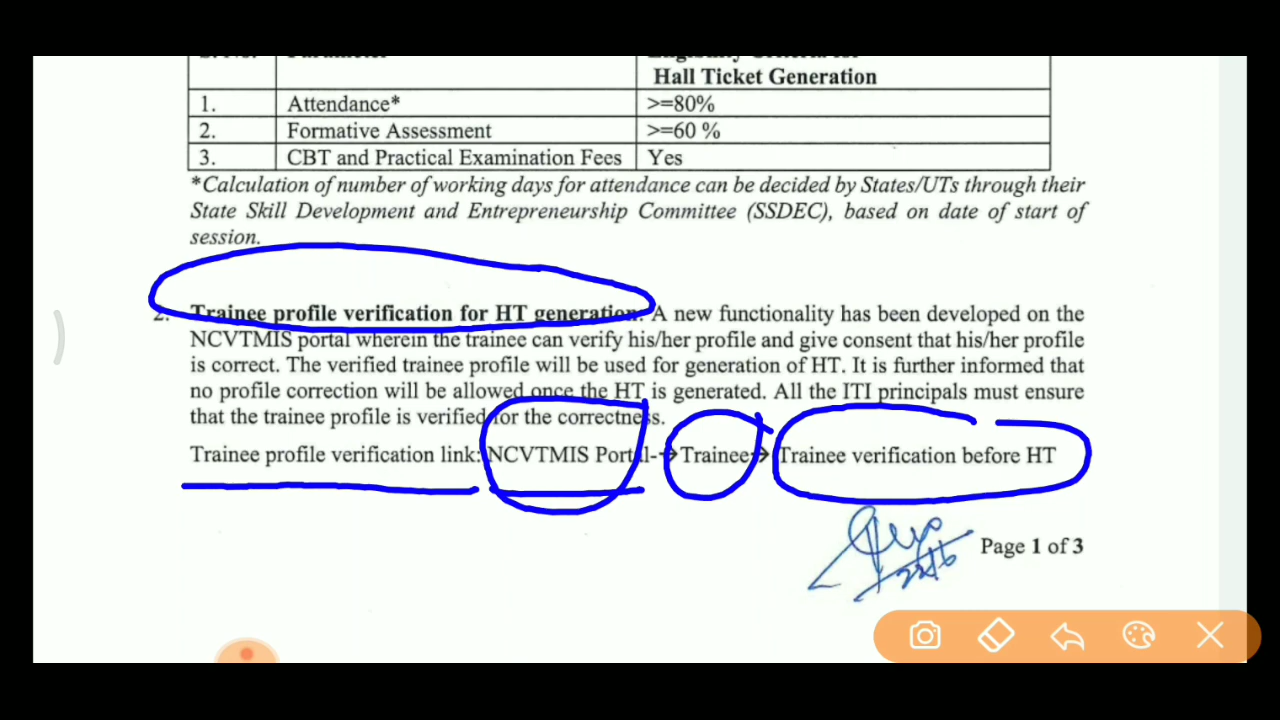 Hall Ticket Generation
1. Attendance* >=80%
2. Formative Assessment >=60 %
3. CBT and Practical Examination Fees Yes
*Calculation of number of working days for attendance can be decided by States/UTs through their
State Skill Development and Entrepreneurship Committee (SSDEC), based on date of start of
session.
2. Trainee profile verification for HT generation: A new functionality has been developed on the
NCVTMIS portal wherein the trainee can verify his/her profile and give consent that his/her profile
is correct. The verified trainee profile will be used for generation of HT. It is further informed that
no profile correction will be allowed once the HT is generated. All the ITI principals must ensure
that the trainee profile is verified for the correctness.
Trainee profile verification link: NCVTMIS Portal-→Trainee→ Trainee verification before HT
Page 1 of 3